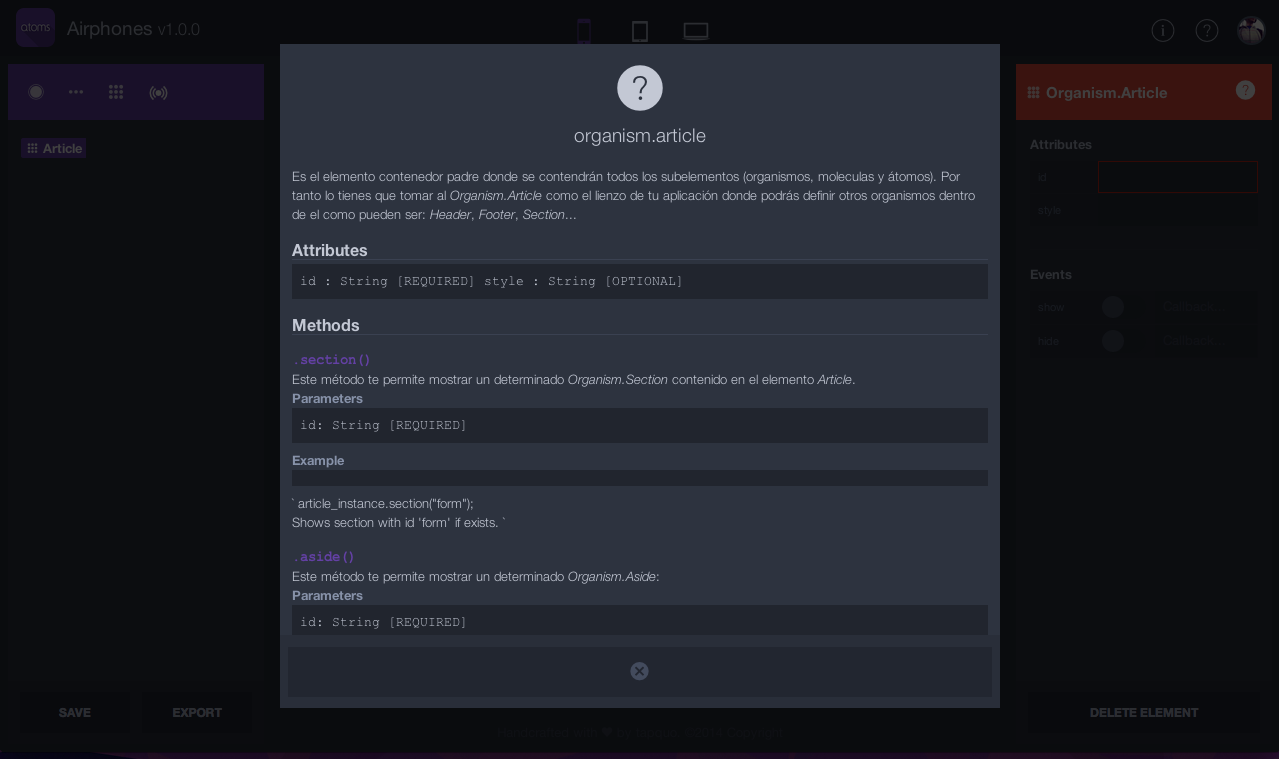 atoms
Airphones v1.0.0
Article
SAVE
EXPORT
organism.article
Es el elemento contenedor padre donde se contendrán todos los subelementos (organismos, moleculas y átomos). Por
tanto lo tienes que tomar al Organism.Article como el lienzo de tu aplicación donde podrás definir otros organismos dentro
de el como pueden ser: Header, Footer, Section...
Attributes
id : String [REQUIRED] style : String [OPTIONAL]
Methods
.section()
Este método te permite mostrar un determinado Organism.Section contenido en el elemento Article.
Parameters
id: String [REQUIRED]
Example
` article_instance.section("form");
Shows section with id 'form' if exists. `
.aside()
Este método te permite mostrar un determinado Organism.Aside:
Parameters
id: String [REQUIRED]
Organism.Article
Attributes
id
style
Events
show
hide
DELETE ELEMENT